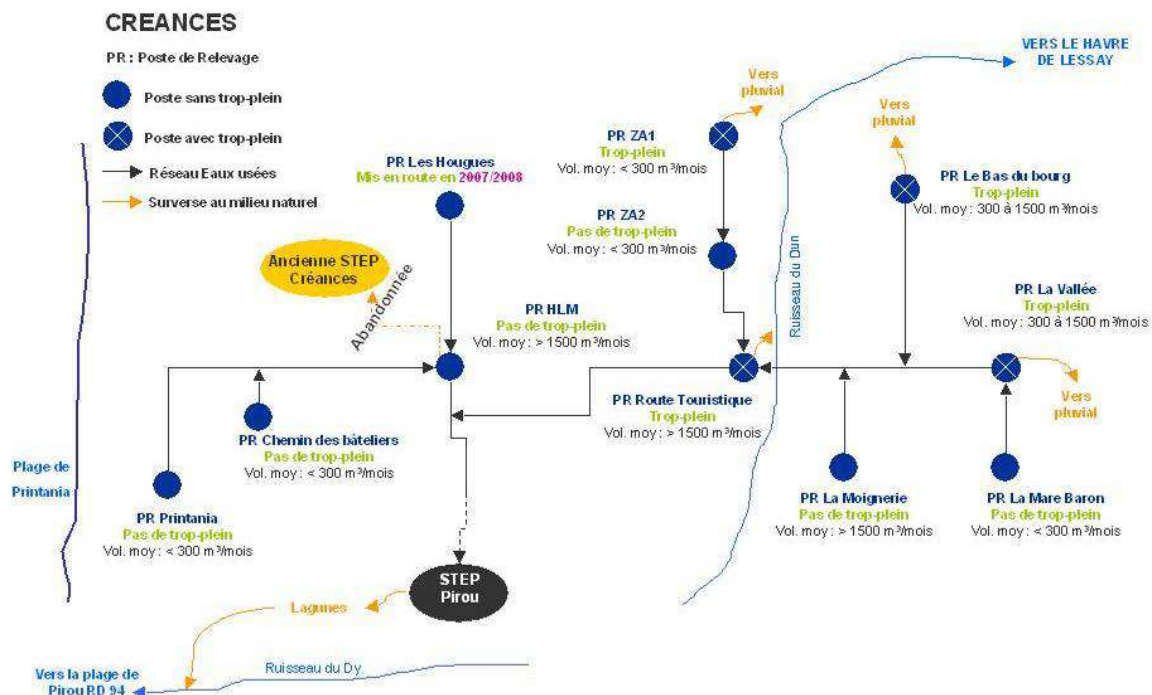 CREANCES
PR : Poste de Relevage
Poste sans trop-plein
Poste avec trop-plein
Réseau Eaux usées
Surverse au milieu naturel
VERS LE HAVRE
DE LESSAY
Vers
pluvial
Vers
pluvial
PR ZA1
Trop-plein
Vol. moy : < 300 m³/mois
PR Les Hougues
Mis en route en 2007/2008
PR Le Bas du bourg
Trop-plein
Vol. moy : 300 à 1500 m³/mois
PR ZA2
Pas de trop-plein
Vol. moy : < 300 m³/mois
Ruisseau du Dun
Ancienne STEP
Créances
Abandonnée
PR HLM
Pas de trop-plein
Vol. moy : > 1500 m³/mois
PR La Vallée
Trop-plein
Vol. moy : 300 à 1500 m³/mois
PR Route Touristique
Trop-plein
Vol. moy : > 1500 m³/mois
Vers
pluvial
PR Chemin des bâteliers
Pas de trop-plein
Vol. moy : < 300 m³/mois
Plage de
Printania
PR Printania
Pas de trop-plein
Vol. moy : < 300 m³/mois
PR La Moignerie
Pas de trop-plein
Vol. moy : > 1500 m³/mois
PR La Mare Baron
Pas de trop-plein
Vol. moy : < 300 m³/mois
STEP
Pirou
Lagunes
Ruisseau du Dy
Vers la plage de
Pirou RD 94